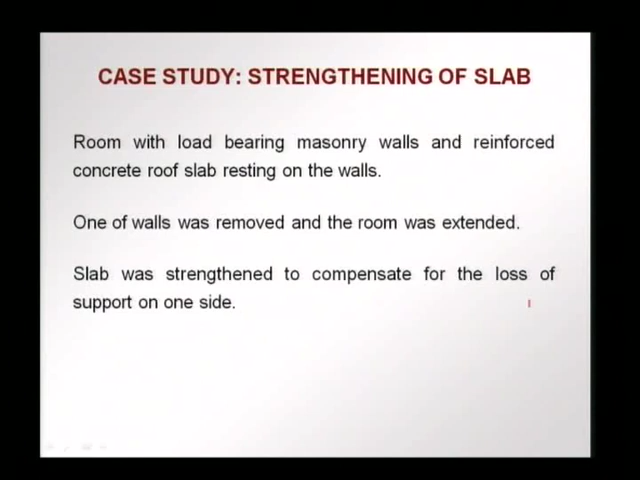 CASE STUDY: STRENGTHENING OF SLAB
Room with load bearing masonry walls and reinforced
concrete roof slab resting on the walls.
One of walls was removed and the room was extended.
Slab was strengthened to compensate for the loss of
support on one side.